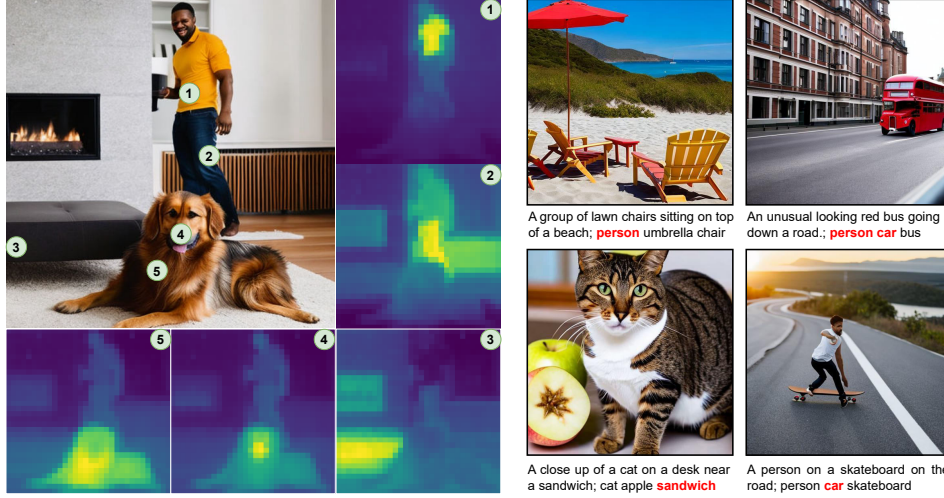 1
1
2
2
3
4
5
5
4
3
A group of lawn chairs sitting on top
of a beach; person umbrella chair
An unusual looking red bus going
down a road.; person car bus
A close up of a cat on a desk near
a sandwich; cat apple sandwich
A person on a skateboard on the
road; person car skateboard